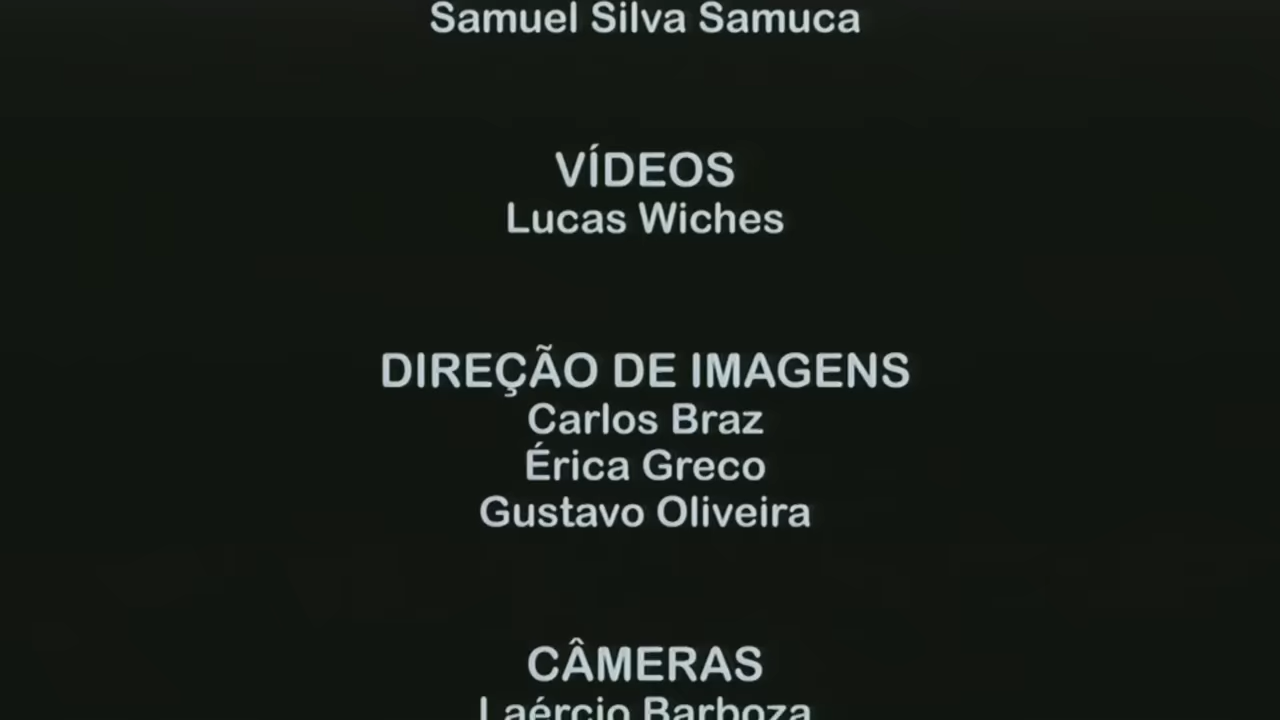 Samuel Silva Samuca
VÍDEOS
Lucas Wiches
DIREÇÃO DE IMAGENS
Carlos Braz
Érica Greco
Gustavo Oliveira
CÂMERAS
Laércio Barboza